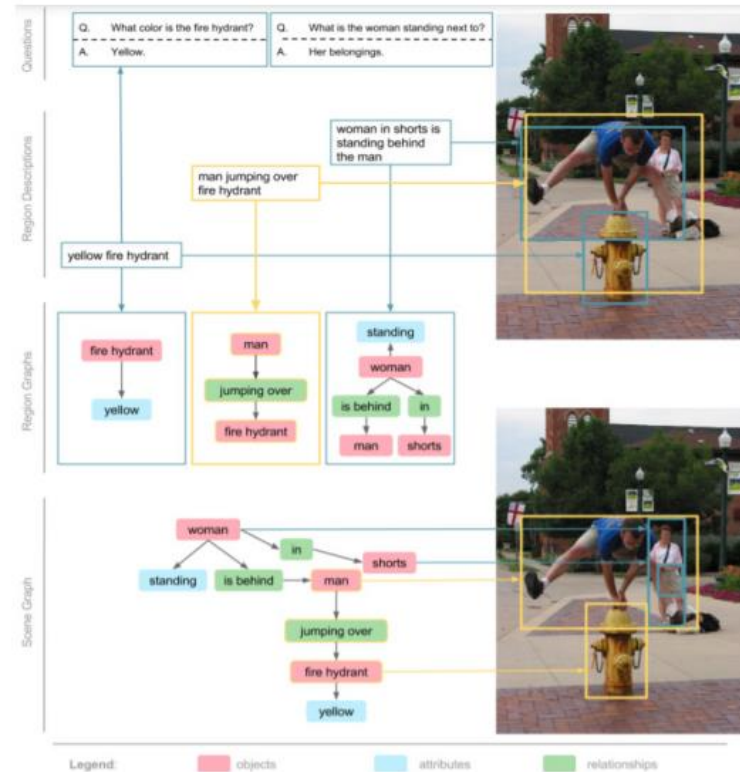 Questions
Q. What color is the fire hydrant?
A. Yellow.
Q. What is the woman standing next to?
A. Her belongings.
Region Descriptions
woman in shorts is
standing behind
the man
man jumping over
fire hydrant
yellow fire hydrant
Region Graphs
fire hydrant
yellow
man
jumping over
fire hydrant
standing
woman
is behind
in
man
shorts
Scene Graph
woman
in
shorts
standing
is behind
man
jumping over
fire hydrant
yellow
Legend: objects attributes relationships